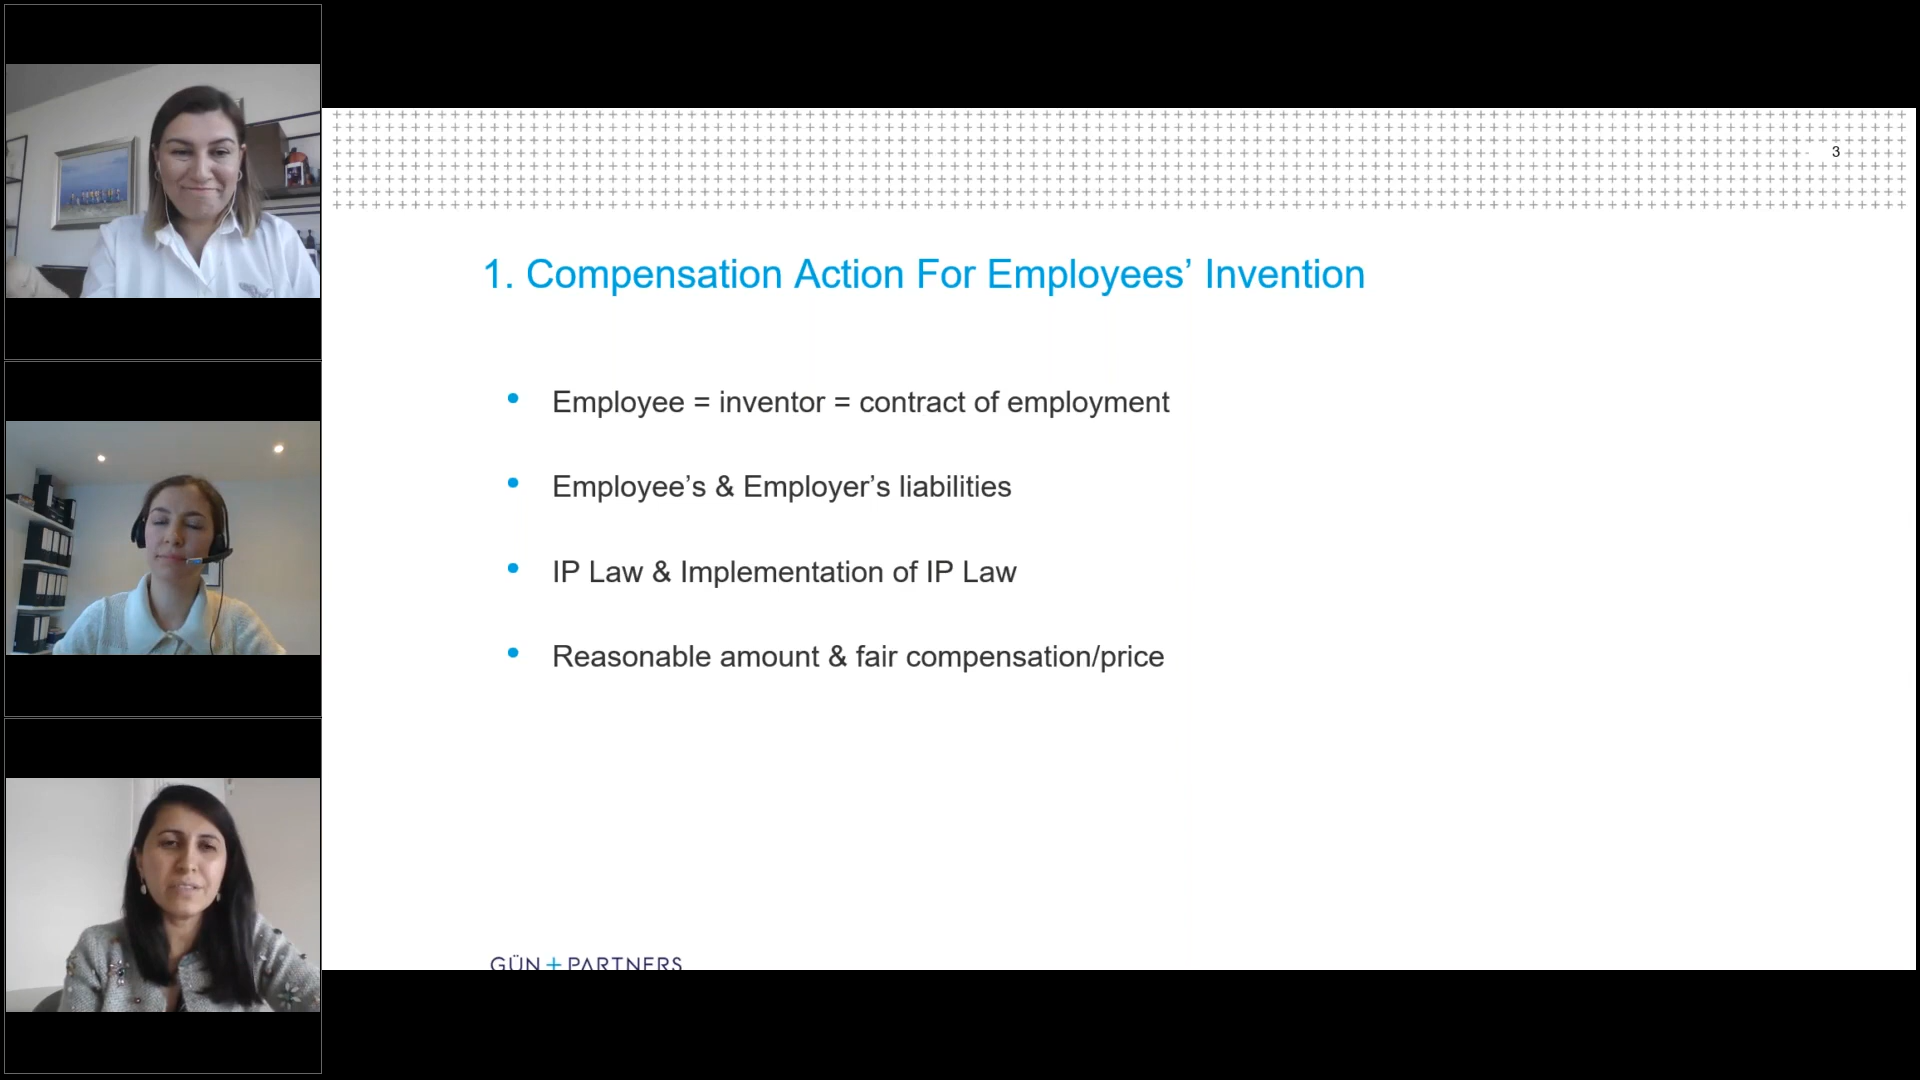 3
1. Compensation Action For Employees’ Invention
• Employee = inventor = contract of employment
• Employee’s & Employer’s liabilities
• IP Law & Implementation of IP Law
• Reasonable amount & fair compensation/price
GÜN + PARTNERS